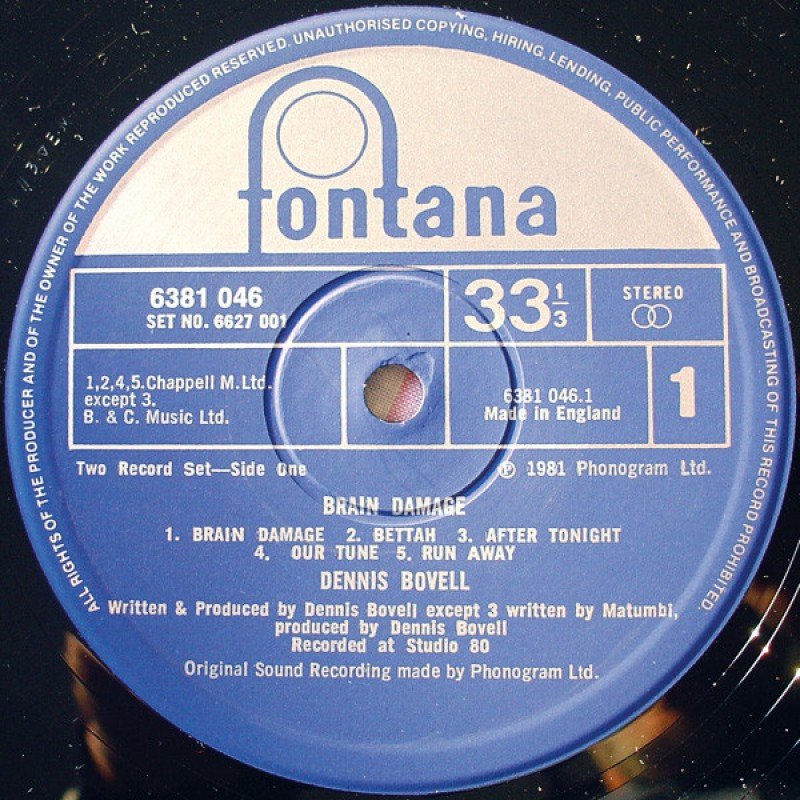 ALL RIGHTS OF THE PRODUCER AND OF THE OWNER OF THE WORK REPRODUCED RESERVED. UNAUTHORISED COPYING, HIRING, LENDING, PUBLIC PERFORMANCE AND BROADCASTING OF THIS RECORD PROHIBITED.
fontana
6381 046
SET NO. 6627 001
33 1/3
STEREO
1,2,4,5.Chappell M.Ltd.
except 3.
B. & C. Music Ltd.
6381 046.1
Made in England
1
Two Record Set—Side One
℗ 1981 Phonogram Ltd.
BRAIN DAMAGE
1. BRAIN DAMAGE 2. BETTAH 3. AFTER TONIGHT
4. OUR TUNE 5. RUN AWAY
DENNIS BOVELL
Written & Produced by Dennis Bovell except 3 written by Matumbi,
produced by Dennis Bovell
Recorded at Studio 80
Original Sound Recording made by Phonogram Ltd.